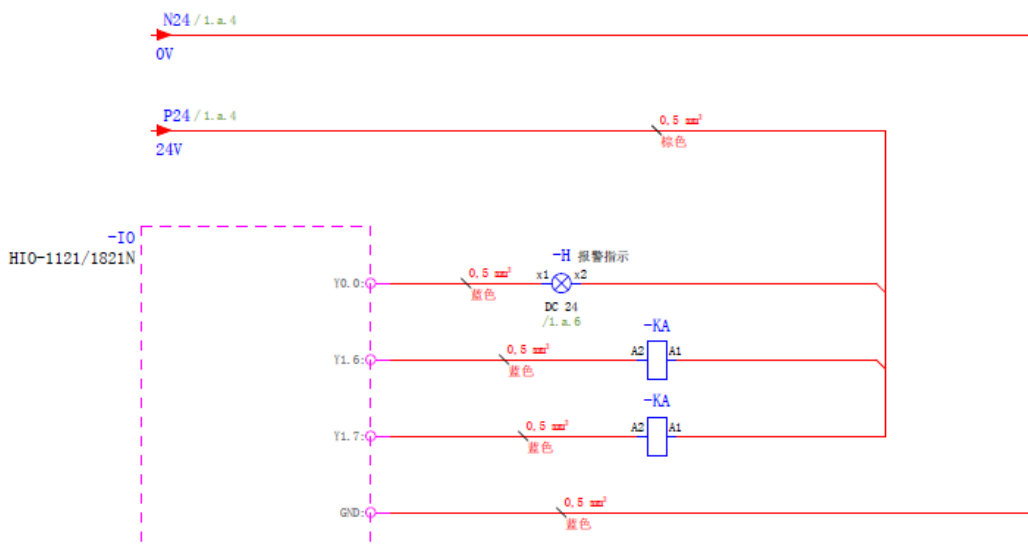 N24 / 1.a.4
0V
P24 / 1.a.4
24V
0,5 mm²
棕色
-IO
HIO-1121/1821N
Y0.0:
0,5 mm²
蓝色
-H 报警指示
x1 x2
DC 24
/1.a.6
Y1.6:
0,5 mm²
蓝色
-KA
A2 A1
Y1.7:
0,5 mm²
蓝色
-KA
A2 A1
GND:
0,5 mm²
蓝色